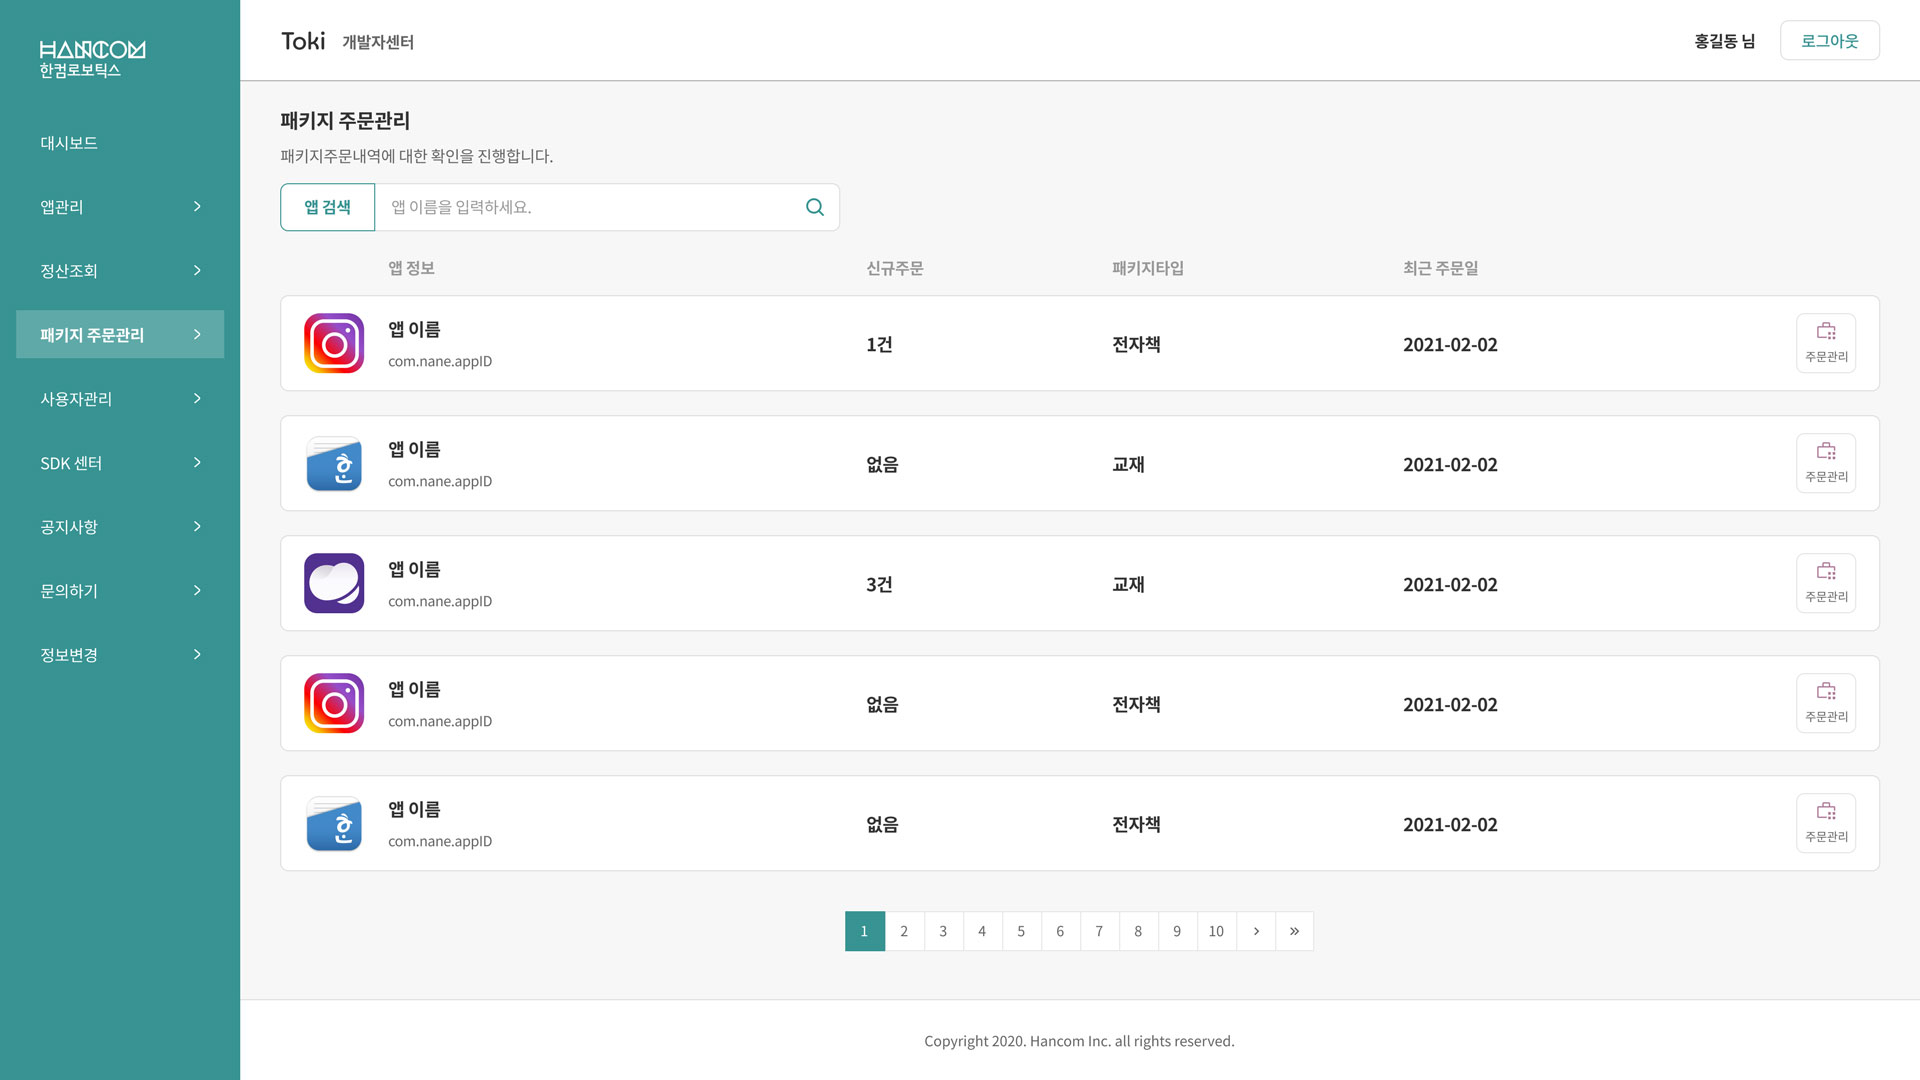 HANCOM
한컴로보틱스
대시보드
앱관리
정산조회
패키지 주문관리
사용자관리
SDK 센터
공지사항
문의하기
정보변경
Toki 개발자센터
홍길동 님
로그아웃
패키지 주문관리
패키지주문내역에 대한 확인을 진행합니다.
앱 검색
앱 이름을 입력하세요.
앱 정보 신규주문 패키지타입 최근 주문일
앱 이름
com.nane.appID
1건
전자책
2021-02-02
주문관리
한
앱 이름
com.nane.appID
없음
교재
2021-02-02
주문관리
앱 이름
com.nane.appID
3건
교재
2021-02-02
주문관리
앱 이름
com.nane.appID
없음
전자책
2021-02-02
주문관리
한
앱 이름
com.nane.appID
없음
전자책
2021-02-02
주문관리
1 2 3 4 5 6 7 8 9 10 › »
Copyright 2020. Hancom Inc. all rights reserved.